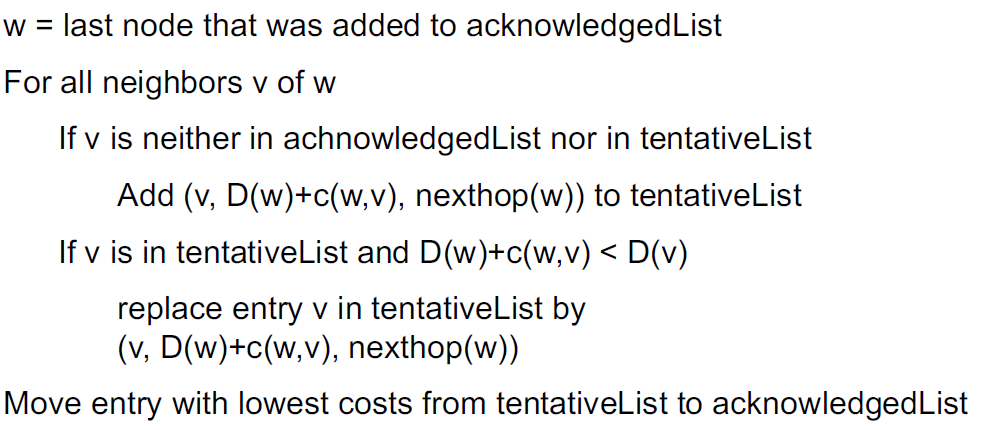 w = last node that was added to acknowledgedList
For all neighbors v of w
If v is neither in achnowledgedList nor in tentativeList
Add (v, D(w)+c(w,v), nexthop(w)) to tentativeList
If v is in tentativeList and D(w)+c(w,v) < D(v)
replace entry v in tentativeList by
(v, D(w)+c(w,v), nexthop(w))
Move entry with lowest costs from tentativeList to acknowledgedList